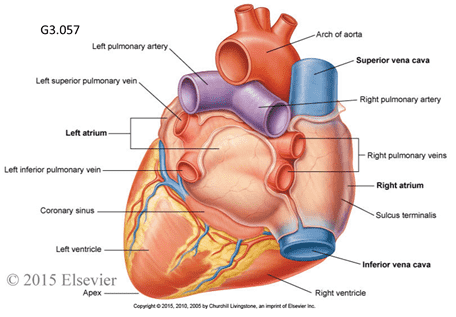 G3.057
Arch of aorta
Left pulmonary artery
Superior vena cava
Left superior pulmonary vein
Right pulmonary artery
Left atrium
Right pulmonary veins
Left inferior pulmonary vein
Right atrium
Coronary sinus
Sulcus terminalis
Left ventricle
Inferior vena cava
© 2015 Elsevier
Apex
Right ventricle
Copyright © 2015, 2010, 2005 by Churchill Livingstone, an imprint of Elsevier Inc.